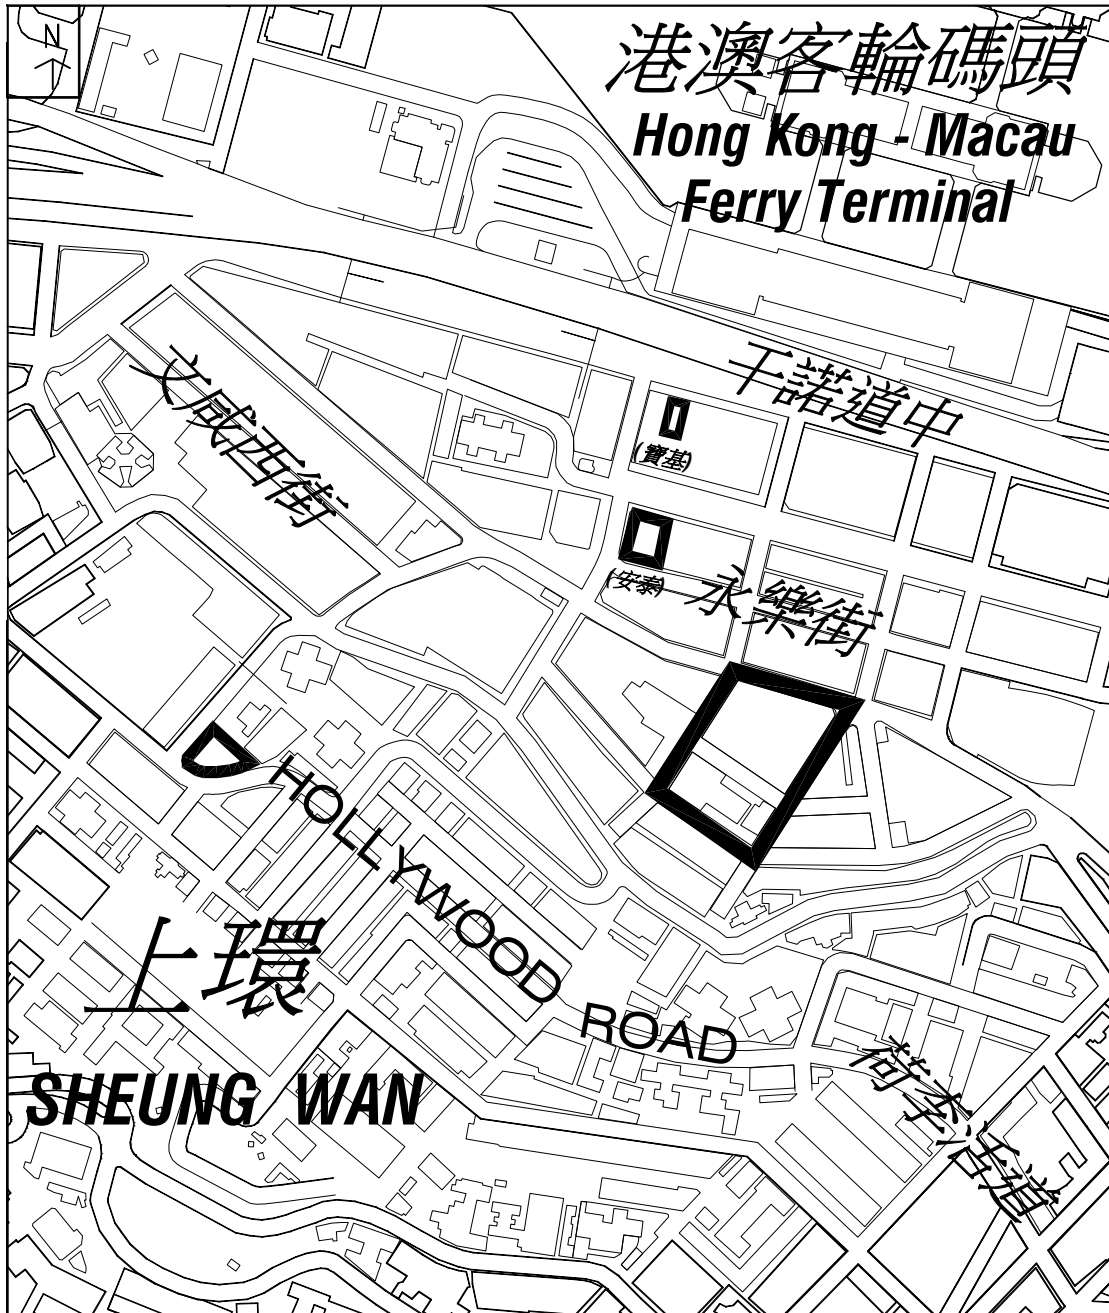 N
港澳客輪碼頭
Hong Kong - Macau
Ferry Terminal
干諾道中
文咸西街
(寶基)
(安泰)
永樂街
HOLLYWOOD ROAD
上環
SHEUNG WAN
荷李活道